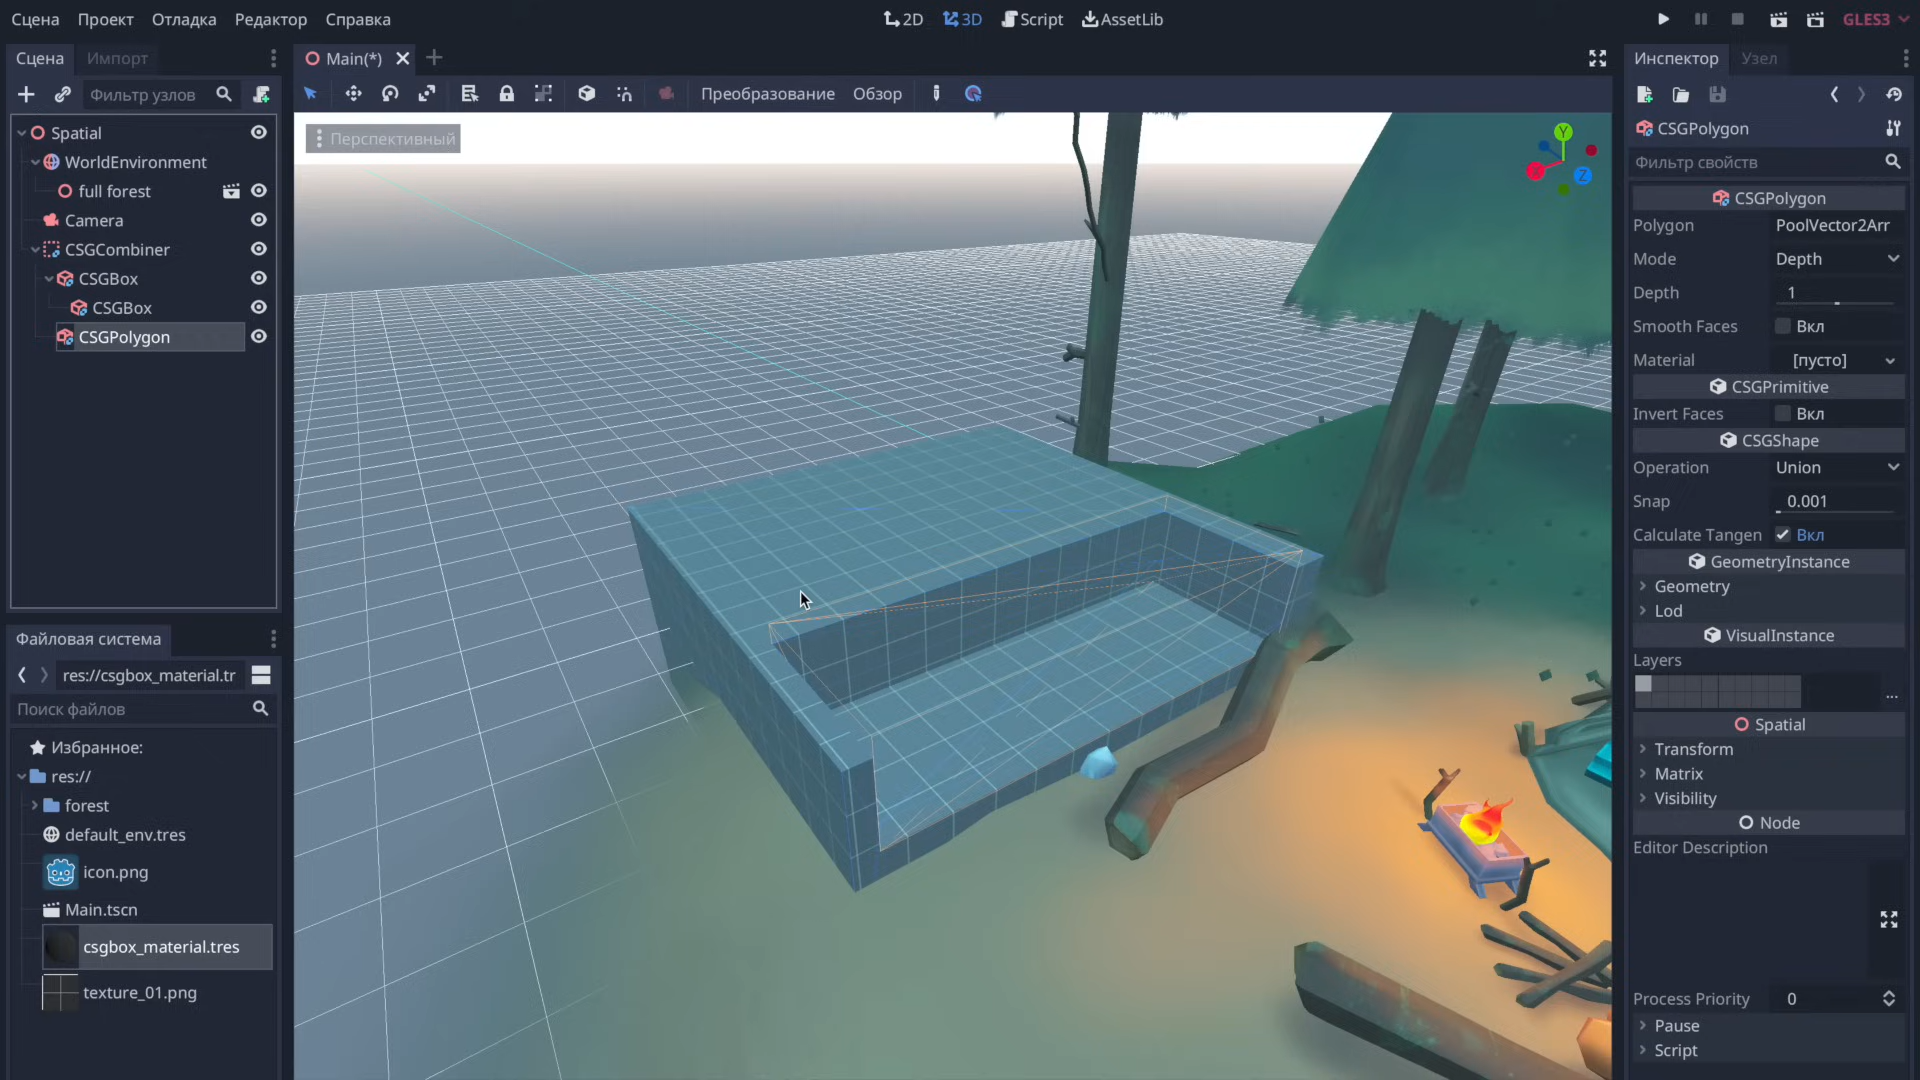 Сцена Проект Отладка Редактор Справка
2D 3D Script AssetLib
GLES3
Сцена Импорт
Фильтр узлов
Spatial
WorldEnvironment
full forest
Camera
CSGCombiner
CSGBox
CSGBox
CSGPolygon
Файловая система
res://csgbox_material.tr
Поиск файлов
Избранное:
res://
forest
default_env.tres
icon.png
Main.tscn
csgbox_material.tres
texture_01.png
Main(*)
Преобразование Обзор
Перспективный
Y
X
Z
Инспектор Узел
CSGPolygon
Фильтр свойств
CSGPolygon
Polygon PoolVector2Arr
Mode Depth
Depth 1
Smooth Faces Вкл
Material [пусто]
CSGPrimitive
Invert Faces Вкл
CSGShape
Operation Union
Snap 0.001
Calculate Tangen Вкл
GeometryInstance
Geometry
Lod
VisualInstance
Layers
...
Spatial
Transform
Matrix
Visibility
Node
Editor Description
Process Priority 0
Pause
Script